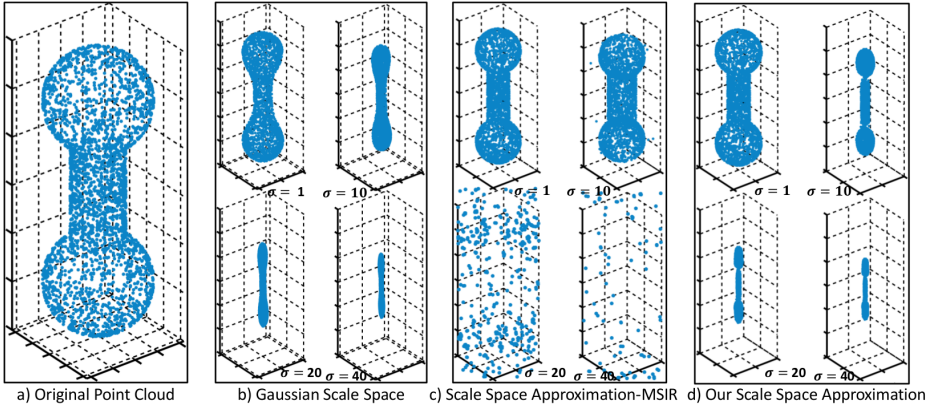 σ = 1 σ = 10
σ = 1 σ = 10
σ = 1 σ = 10
σ = 20 σ = 40
σ = 20 σ = 40
σ = 20 σ = 40
a) Original Point Cloud
b) Gaussian Scale Space
c) Scale Space Approximation-MSIR
d) Our Scale Space Approximation